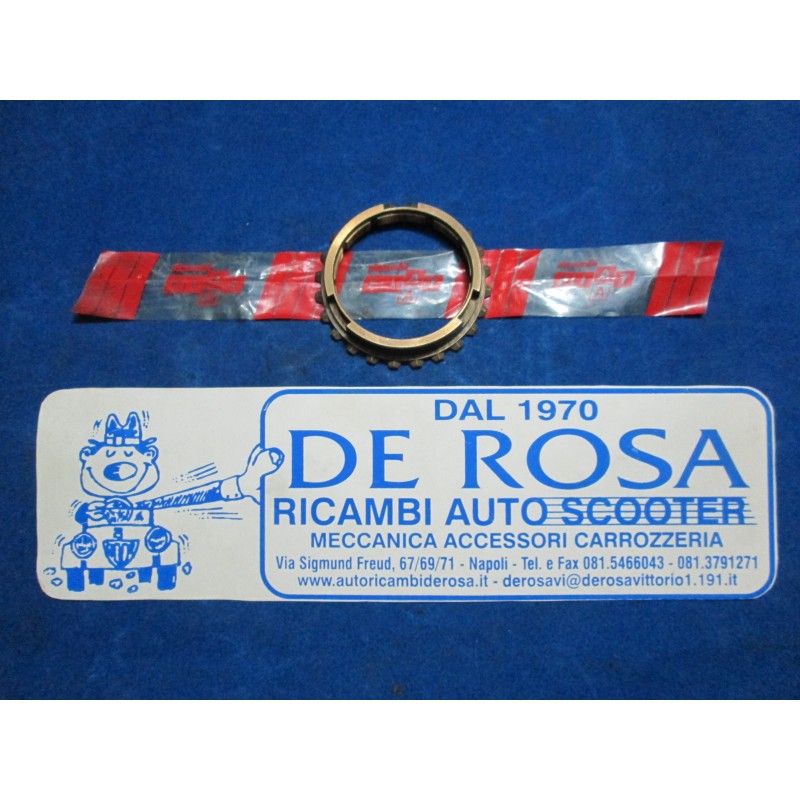 DAL 1970
DE ROSA
RICAMBI AUTO SCOOTER
MECCANICA ACCESSORI CARROZZERIA
Via Sigmund Freud, 67/69/71 - Napoli - Tel. e Fax 081.5466043 - 081.3791271
www.autoricambiderosa.it - derosavi@derosavittorio1.191.it